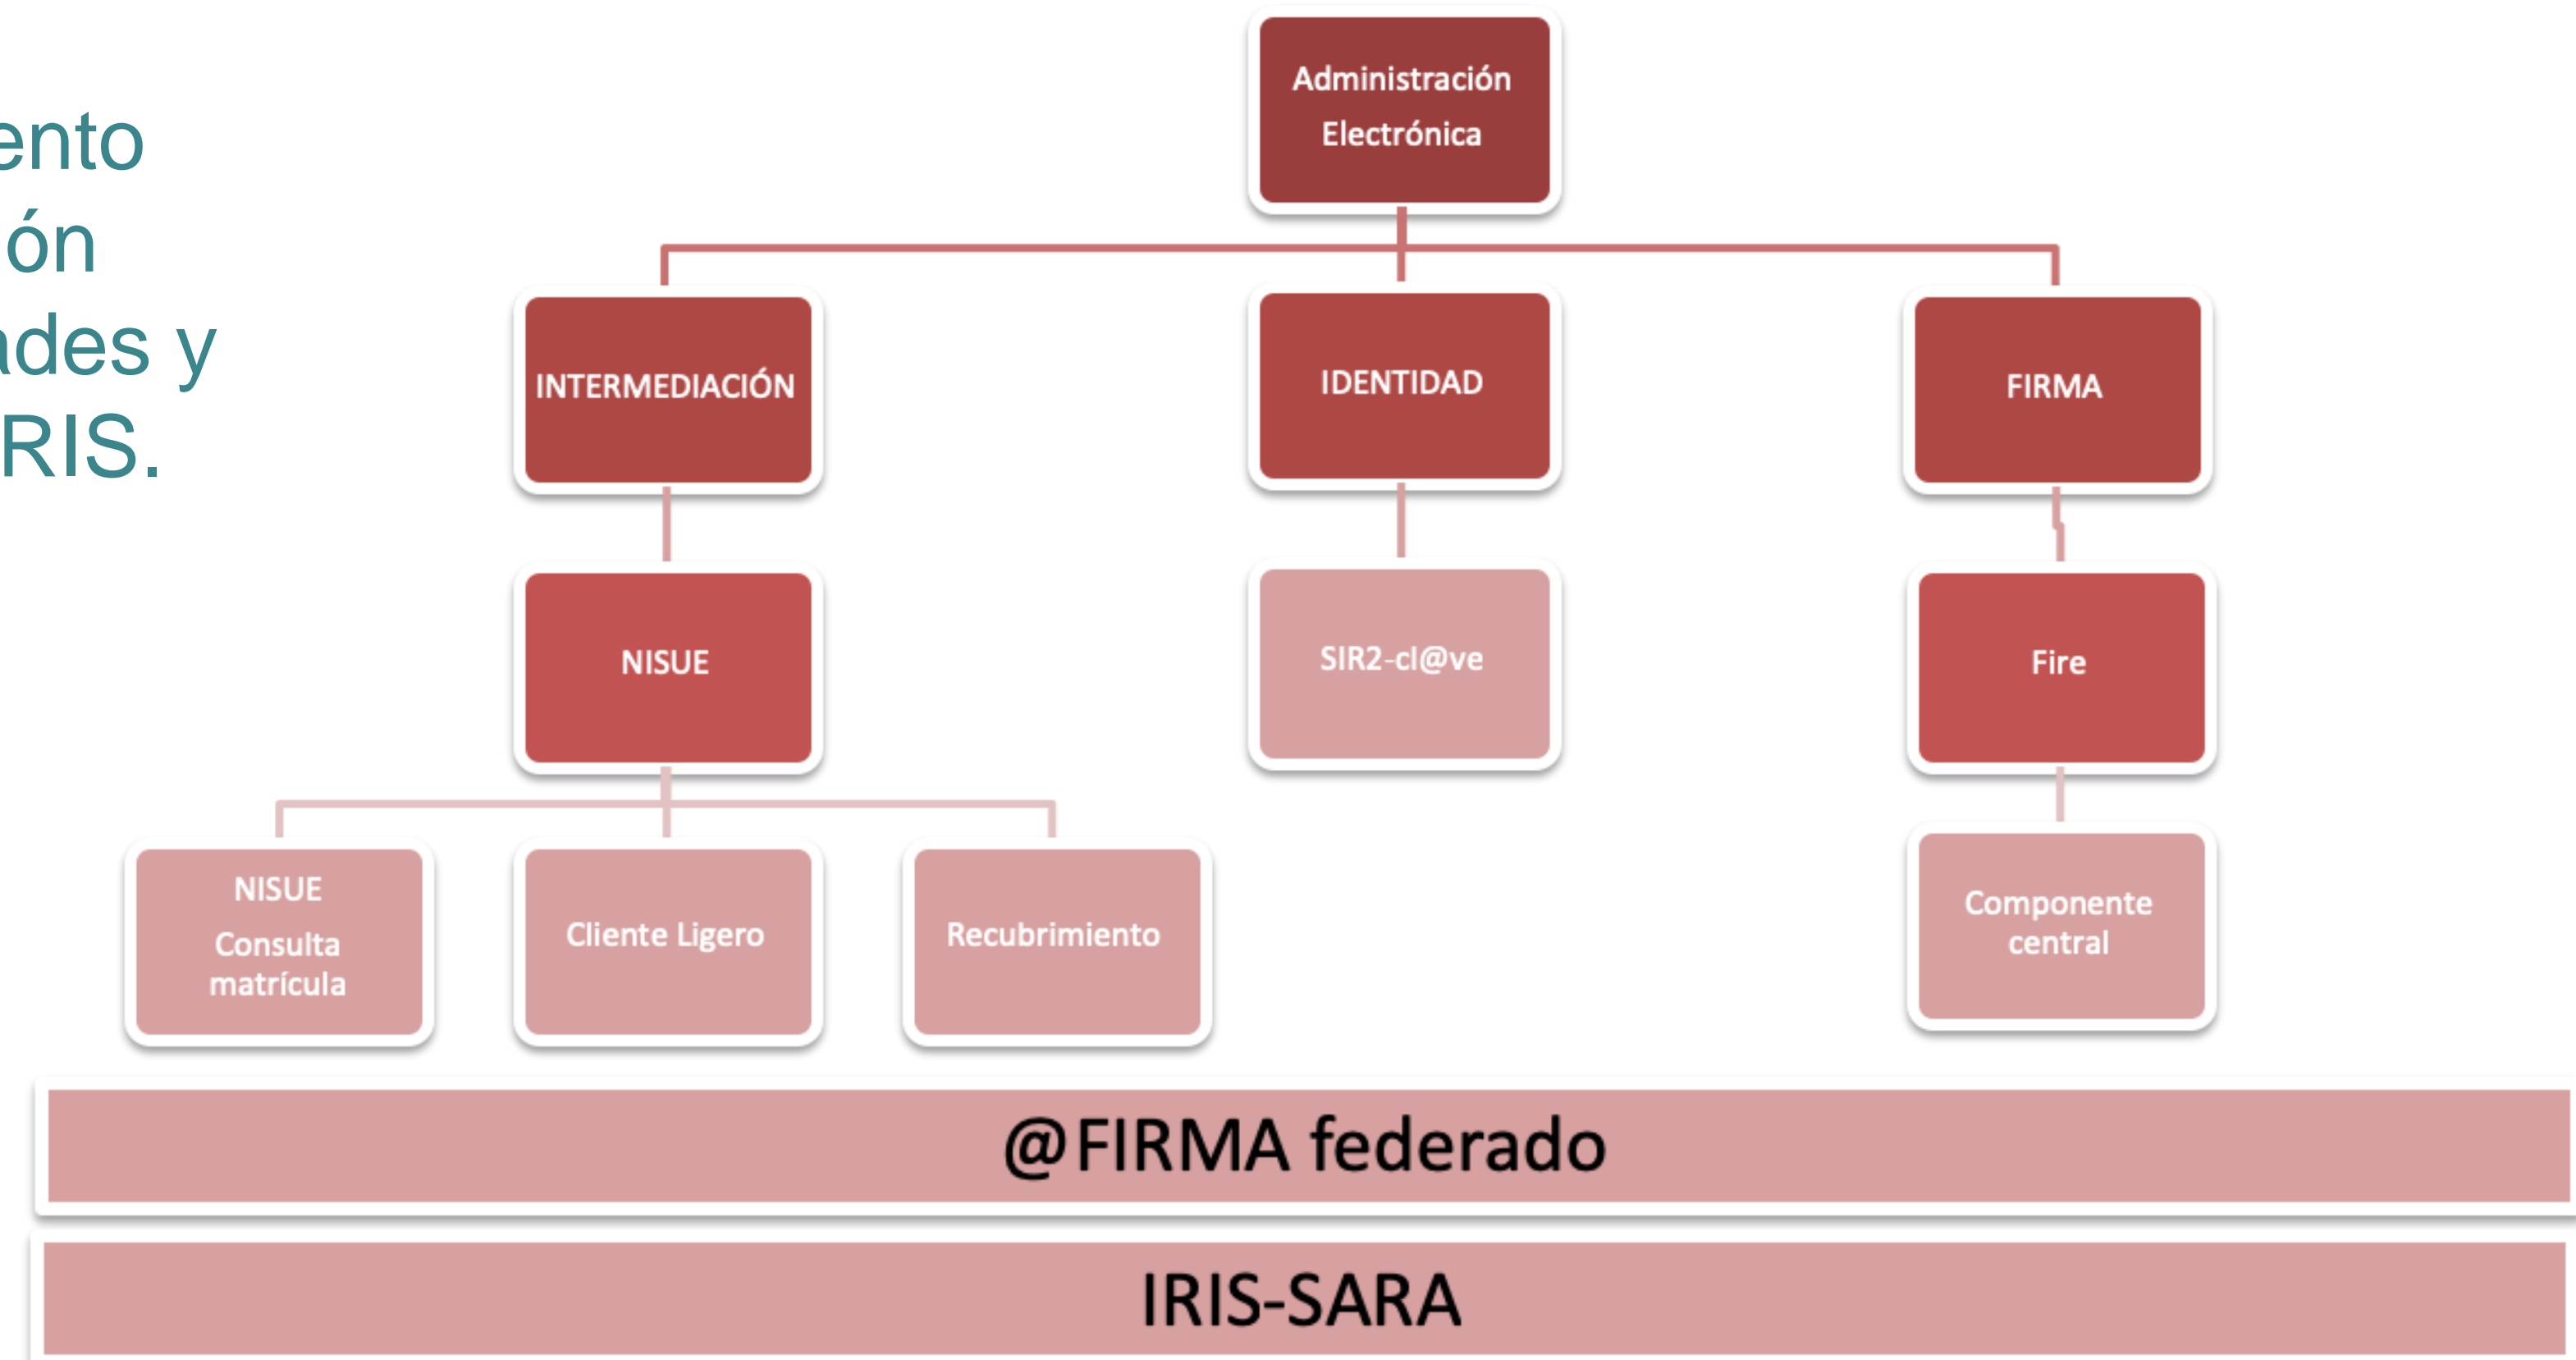 ento
ón
ades y
RIS.
Administración
Electrónica
INTERMEDIACIÓN
IDENTIDAD
FIRMA
NISUE
SIR2-cl@ve
Fire
NISUE
Consulta
matrícula
Cliente Ligero
Recubrimiento
Componente
central
@FIRMA federado
IRIS-SARA